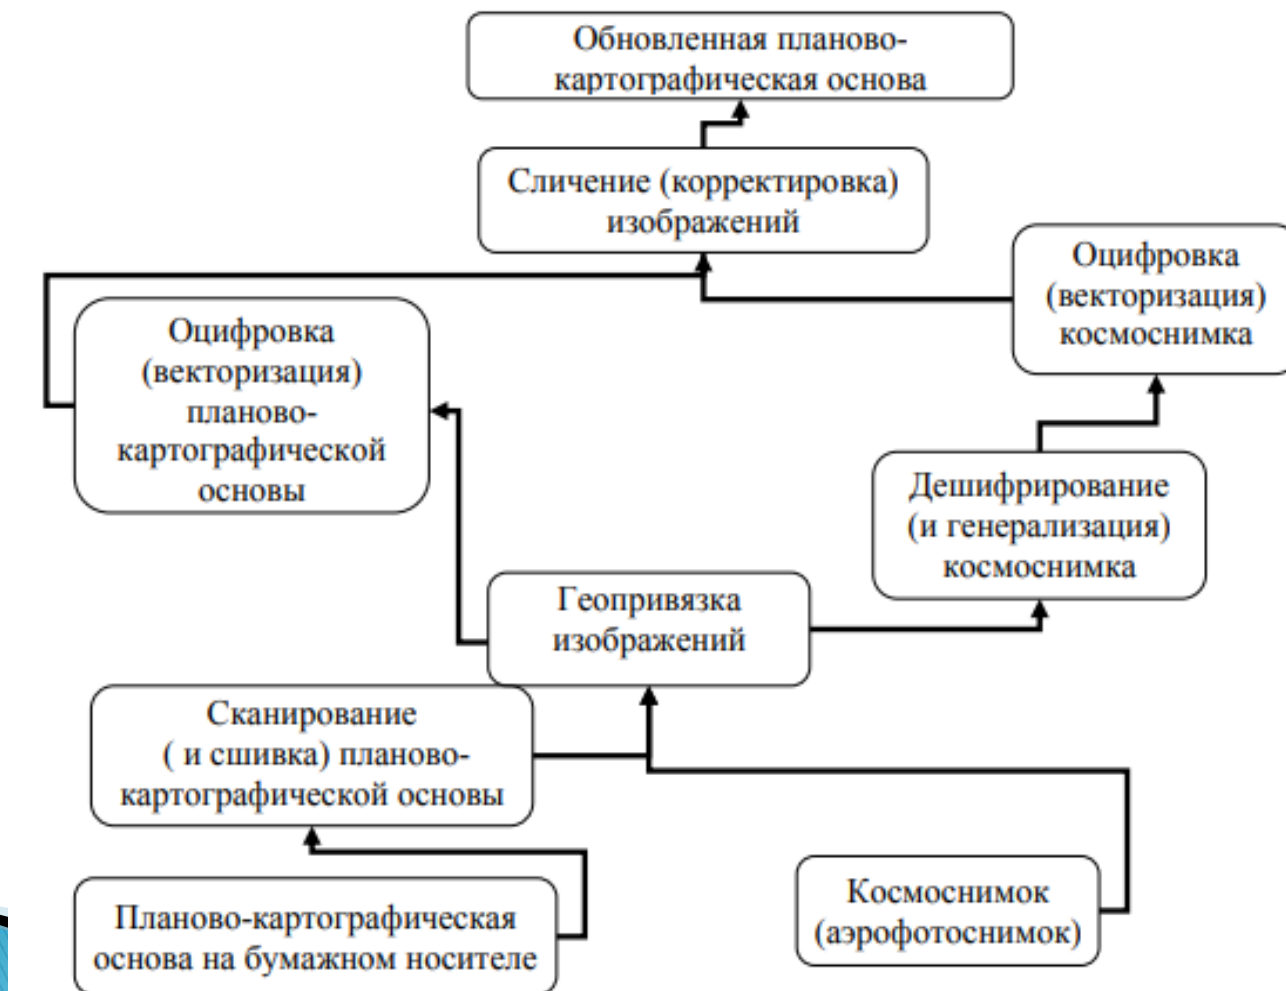 Обновленная планово-
картографическая основа
Сличение (корректировка)
изображений
Оцифровка
(векторизация)
космоснимка
Оцифровка
(векторизация)
планово-
картографической
основы
Дешифрирование
(и генерализация)
космоснимка
Геопривязка
изображений
Сканирование
( и сшивка) планово-
картографической основы
Планово-картографическая
основа на бумажном носителе
Космоснимок
(аэрофотоснимок)